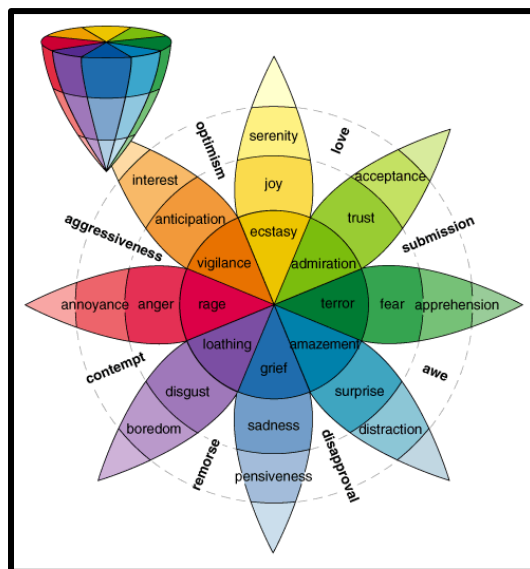 serenity
optimism
love
joy
interest
acceptance
anticipation
trust
ecstasy
aggressiveness
submission
vigilance
admiration
annoyance anger rage terror fear apprehension
loathing
amazement
grief
contempt
awe
disgust
surprise
boredom
sadness
distraction
remorse
disapproval
pensiveness